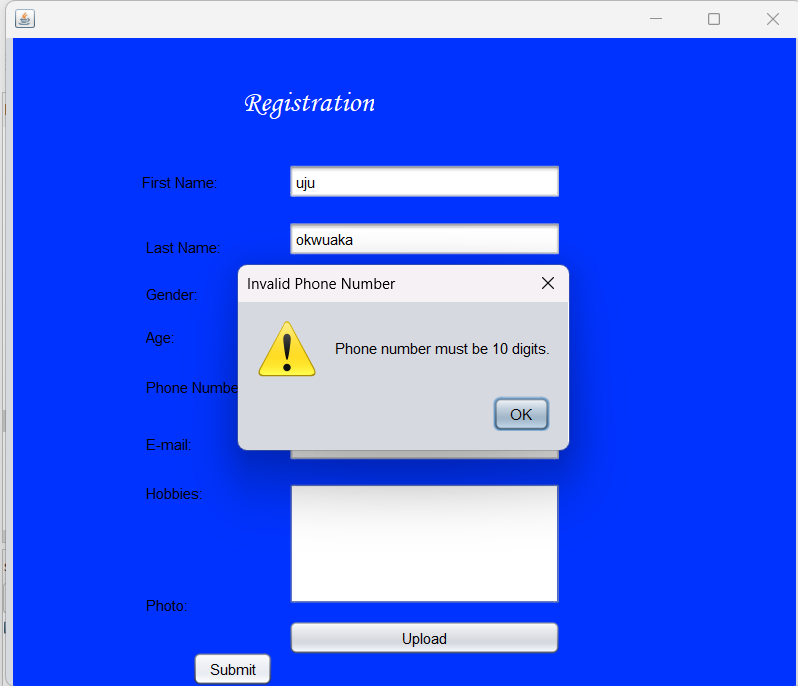 Registration
First Name:
uju
Last Name:
okwuaka
Invalid Phone Number
Gender:
Age:
Phone number must be 10 digits.
Phone Numbe
OK
E-mail:
Hobbies:
Photo:
Upload
Submit